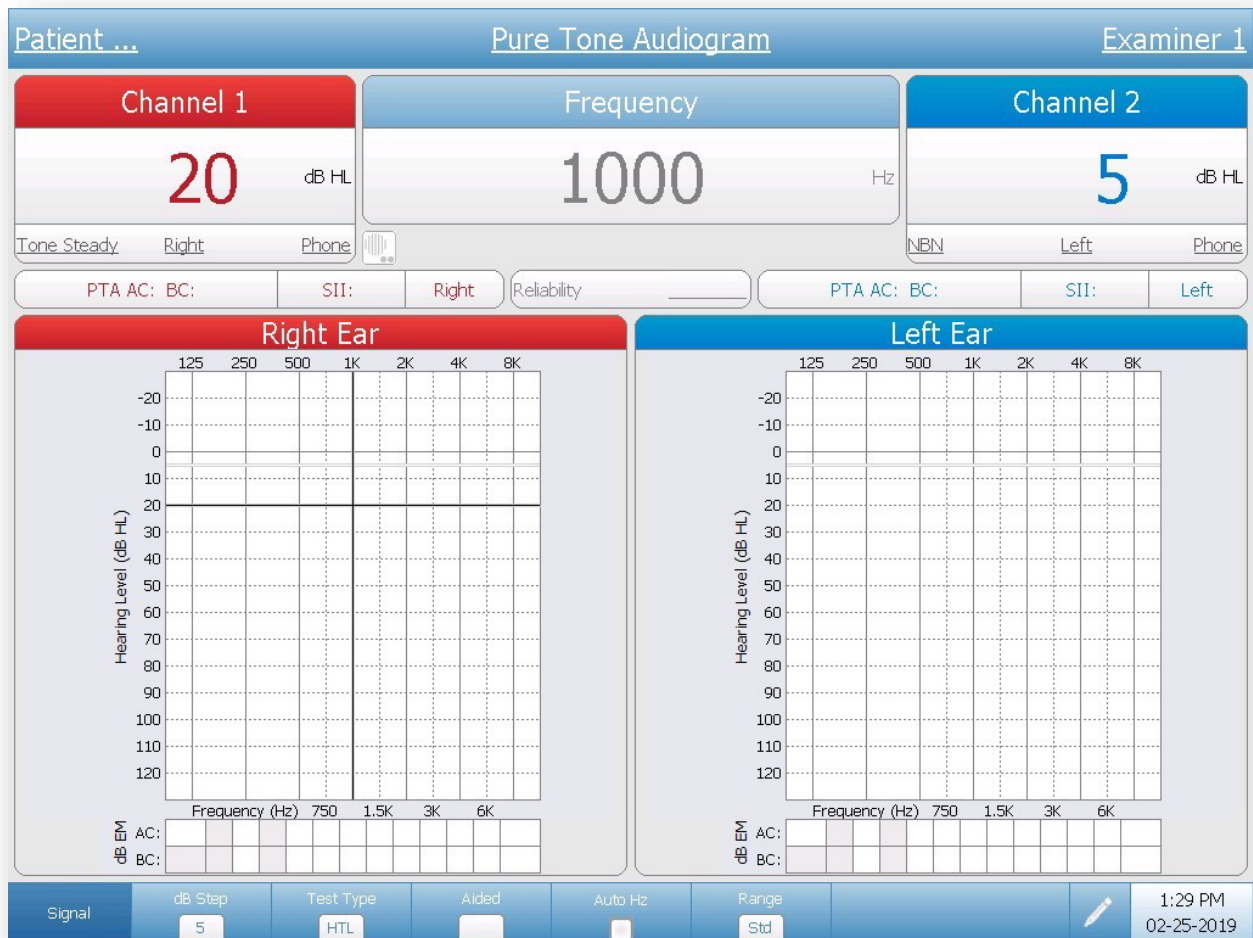 Patient ... Pure Tone Audiogram Examiner 1
Channel 1 Frequency Channel 2
20 dB HL 1000 Hz 5 dB HL
Tone Steady Right Phone NBN Left Phone
PTA AC: BC: SII: Right Reliability PTA AC: BC: SII: Left
Right Ear
125 250 500 1K 2K 4K 8K
-20
-10
0
10
20
30
40
50
60
70
80
90
100
110
120
Hearing Level (dB HL)
Frequency (Hz) 750 1.5K 3K 6K
dB EM
AC:
BC:
Left Ear
125 250 500 1K 2K 4K 8K
-20
-10
0
10
20
30
40
50
60
70
80
90
100
110
120
Hearing Level (dB HL)
Frequency (Hz) 750 1.5K 3K 6K
dB EM
AC:
BC:
Signal dB Step Test Type Aided Auto Hz Range 1:29 PM
5 HTL Std 02-25-2019